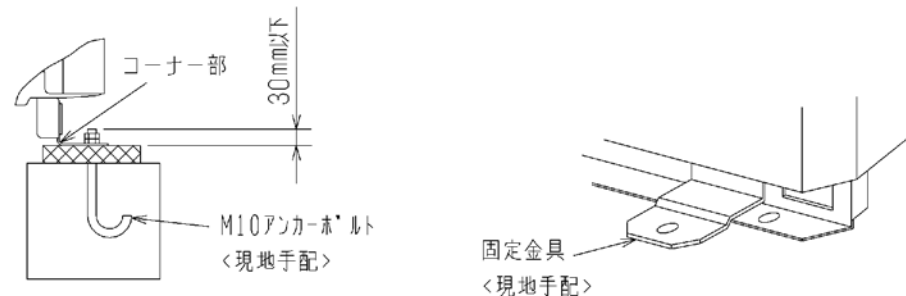 コーナー部
30mm以下
M10アンカーボルト
<現地手配>
固定金具
<現地手配>